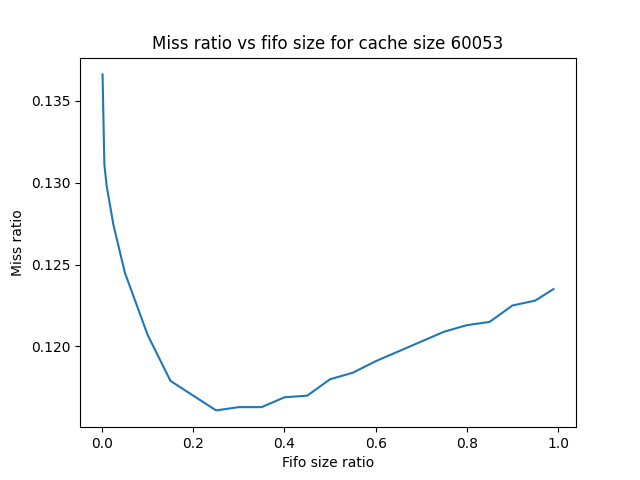 Miss ratio vs fifo size for cache size 60053
0.135
0.130
0.125
0.120
Miss ratio
0.0 0.2 0.4 0.6 0.8 1.0
Fifo size ratio